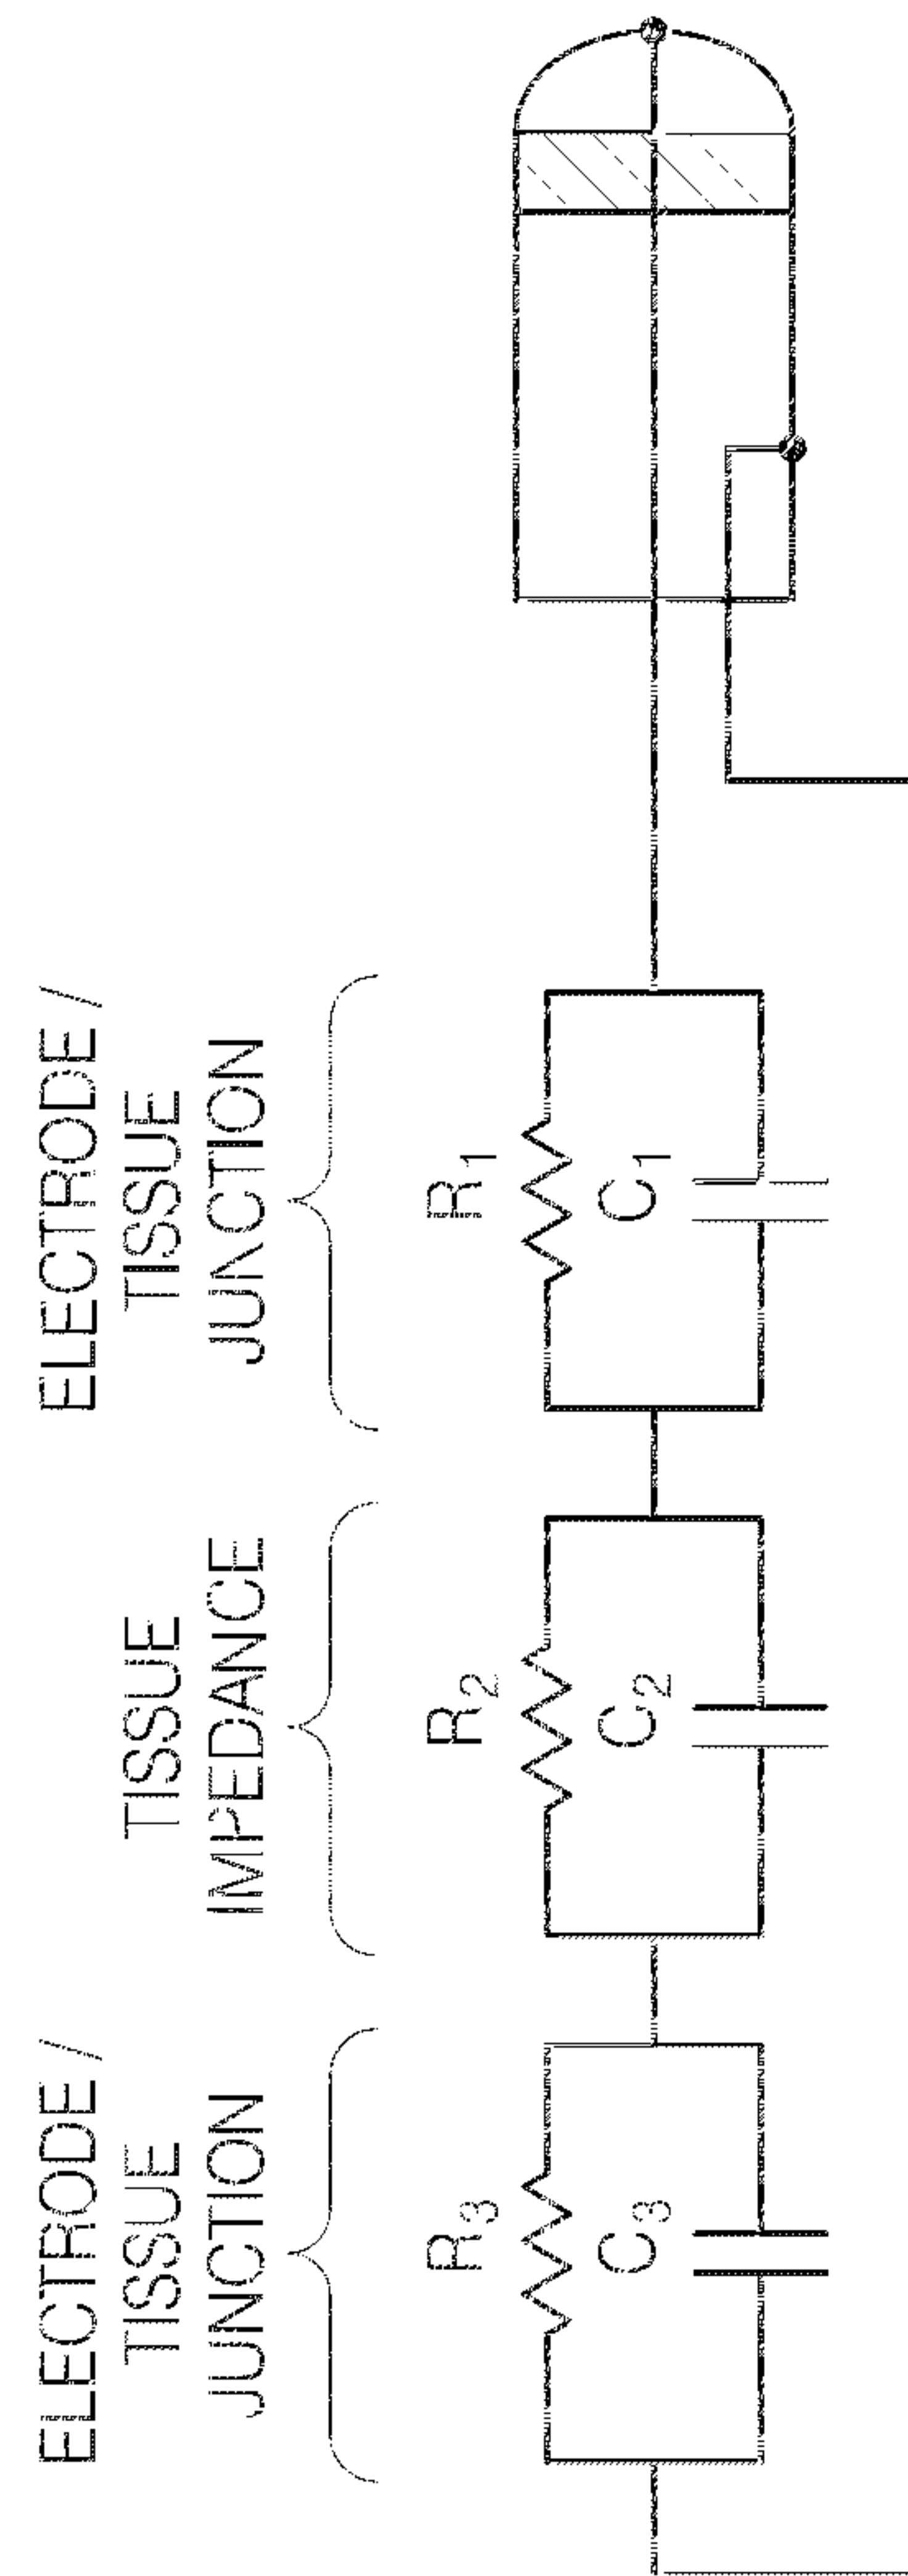 ELECTRODE /
TISSUE
JUNCTION
TISSUE
IMPEDANCE
ELECTRODE /
TISSUE
JUNCTION
R3
R2
R1
C3
C2
C1